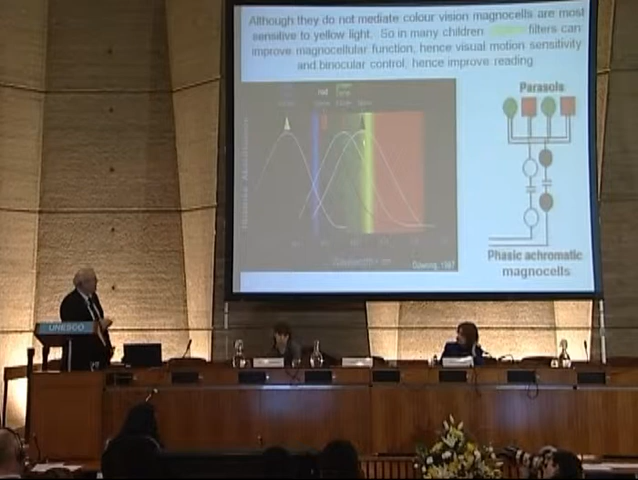 Although they do not mediate colour vision magnocells are most
sensitive to yellow light. So in many children yellow filters can
improve magnocellular function, hence visual motion sensitivity
and binocular control, hence improve reading
Parasols
Phasic achromatic
magnocells
UNESCO